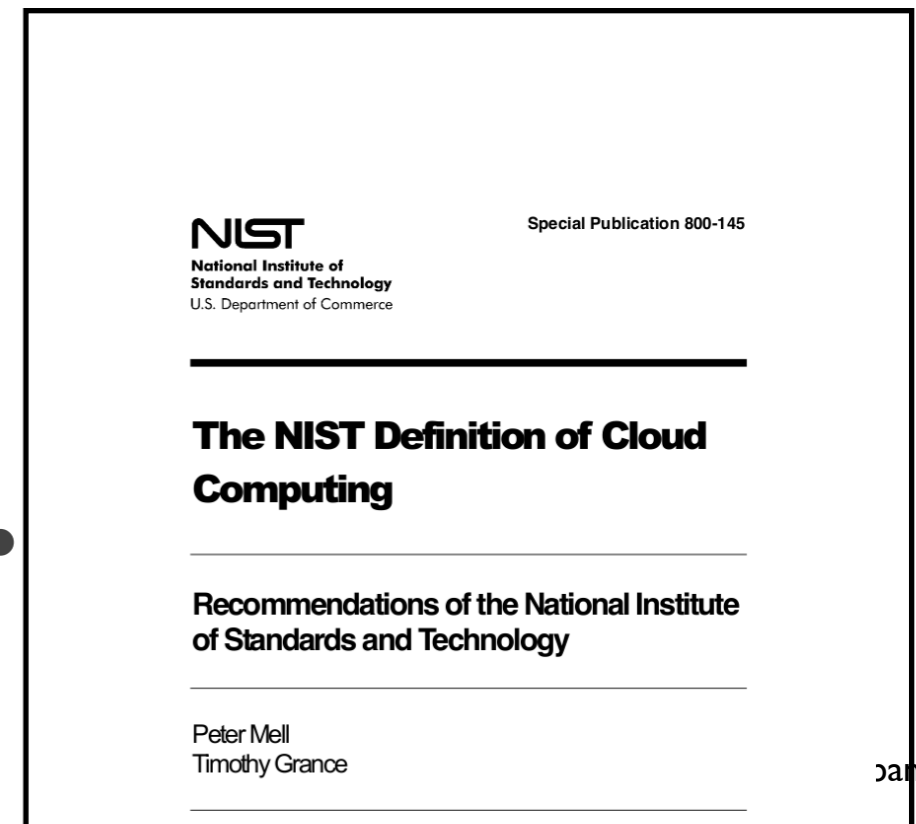 NIST
Special Publication 800-145
National Institute of
Standards and Technology
U.S. Department of Commerce
The NIST Definition of Cloud
Computing
Recommendations of the National Institute
of Standards and Technology
Peter Mell
Timothy Grance